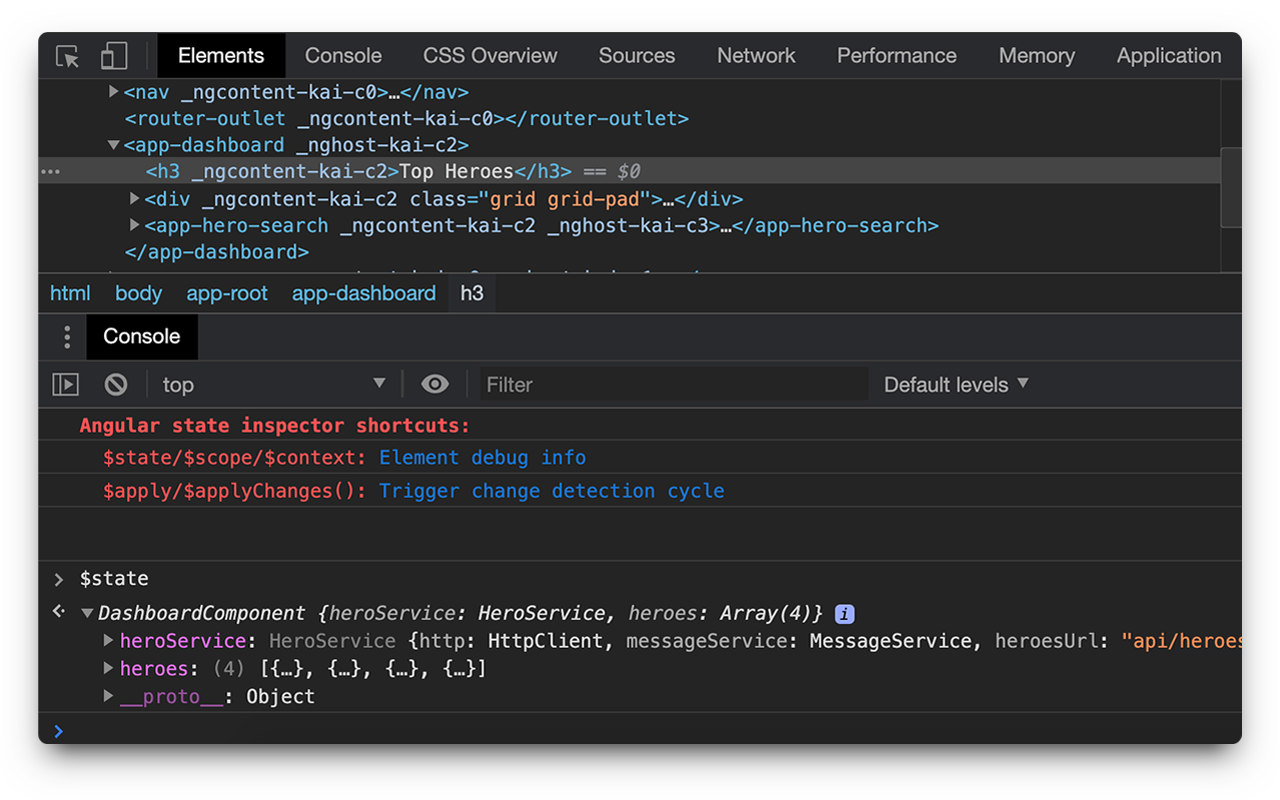 Elements Console CSS Overview Sources Network Performance Memory Application
<nav _ngcontent-kai-c0>…</nav>
<router-outlet _ngcontent-kai-c0></router-outlet>
<app-dashboard _nghost-kai-c2>
<h3 _ngcontent-kai-c2>Top Heroes</h3> == $0
<div _ngcontent-kai-c2 class="grid grid-pad">…</div>
<app-hero-search _ngcontent-kai-c2 _nghost-kai-c3>…</app-hero-search>
</app-dashboard>
html body app-root app-dashboard h3
Console
top Filter Default levels
Angular state inspector shortcuts:
$state/$scope/$context: Element debug info
$apply/$applyChanges(): Trigger change detection cycle
> $state
DashboardComponent {heroService: HeroService, heroes: Array(4)} i
heroService: HeroService {http: HttpClient, messageService: MessageService, heroesUrl: "api/heroes
heroes: (4) [{…}, {…}, {…}, {…}]
__proto__: Object
>